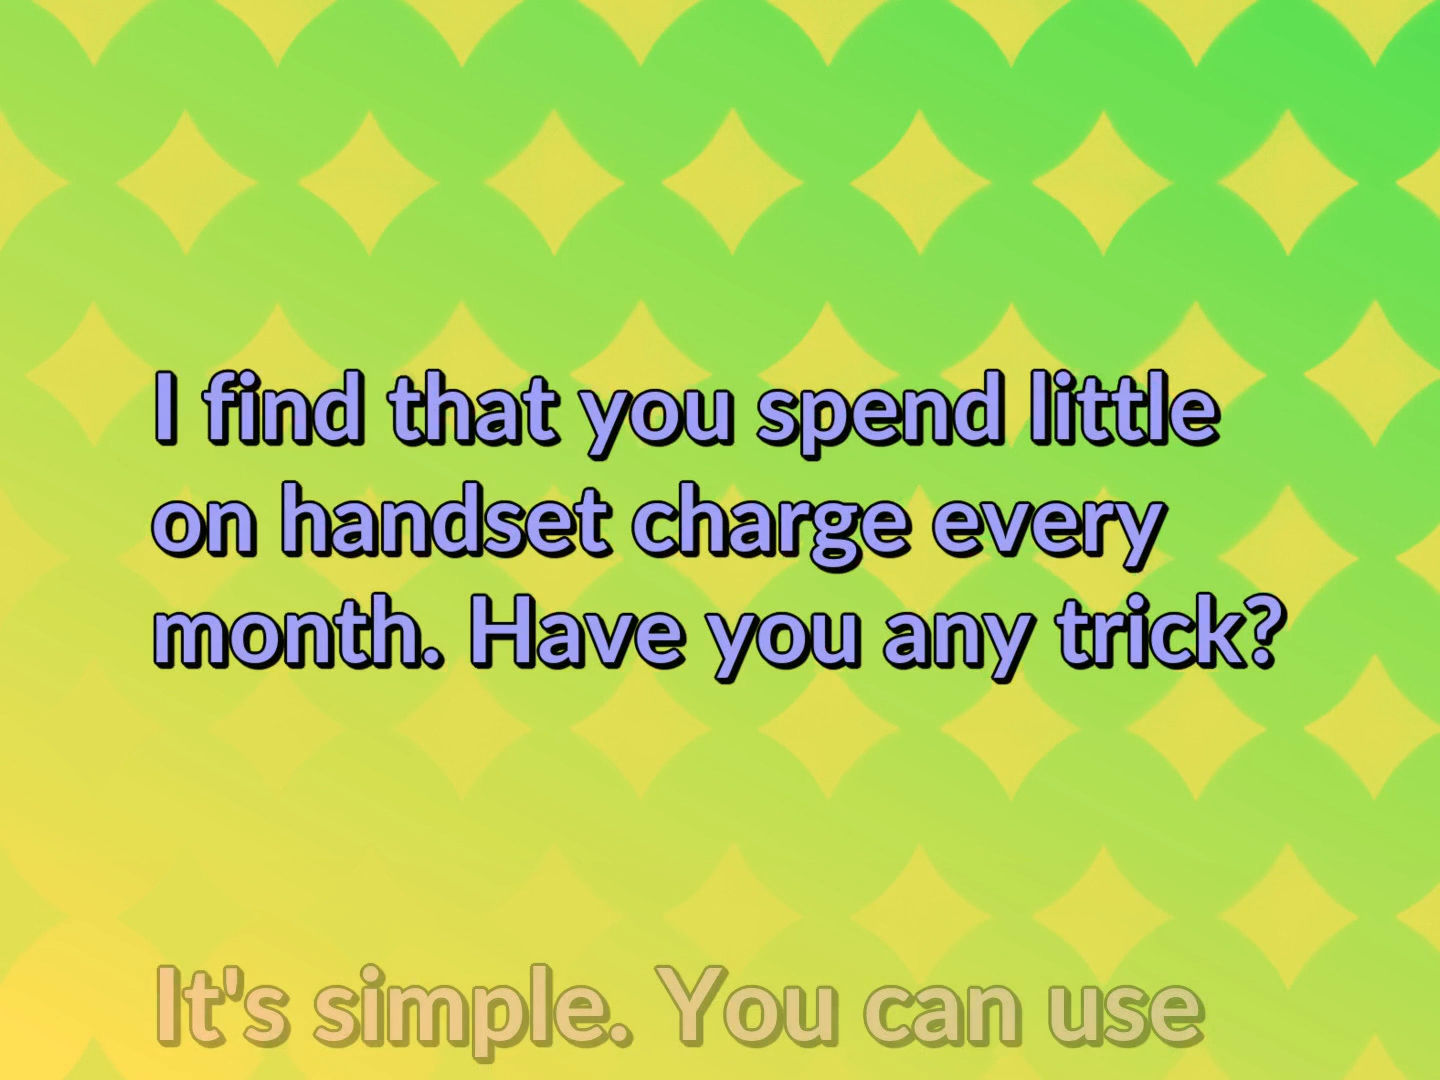 I find that you spend little
on handset charge every
month. Have you any trick?
It's simple. You can use